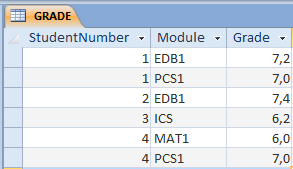 GRADE
StudentNumber Module Grade
1 EDB1 7,2
1 PCS1 7,0
2 EDB1 7,4
3 ICS 6,2
4 MAT1 6,0
4 PCS1 7,0